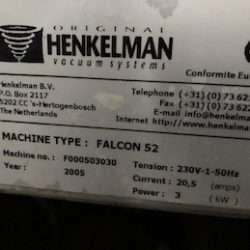 ORIGINAL
HENKELMAN
vacuum systems
Conformite Eu
Henkelman B.V.
P.O. Box 2117
5202 CC 's-Hertogenbosch
The Netherlands
Telephone (+31) (0) 73 62
Fax (+31) (0) 73 62
E-mail info@henkelm
Internet http://www.henkel
MACHINE TYPE : FALCON 52
Machine no. : F000503030
Year : 2005
Tension : 230V-1-50Hz
Current : 20,5 (amps)
Power : 3 (kW)